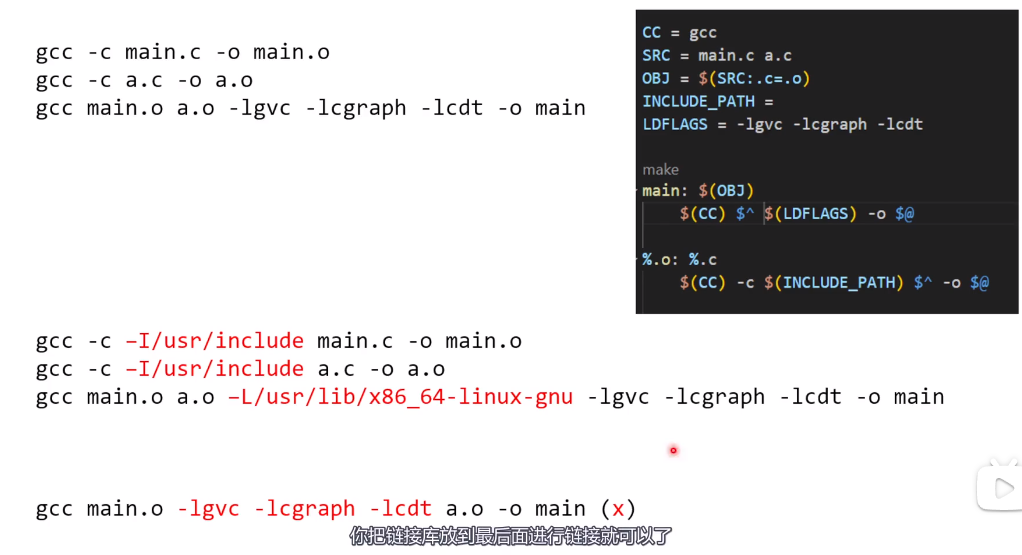 gcc -c main.c -o main.o
gcc -c a.c -o a.o
gcc main.o a.o -lgvc -lcgraph -lcdt -o main
CC = gcc
SRC = main.c a.c
OBJ = $(SRC:.c=.o)
INCLUDE_PATH =
LDFLAGS = -lgvc -lcgraph -lcdt
make
main: $(OBJ)
$(CC) $^ $(LDFLAGS) -o $@
%.o: %.c
$(CC) -c $(INCLUDE_PATH) $^ -o $@
gcc -c –I/usr/include main.c -o main.o
gcc -c –I/usr/include a.c -o a.o
gcc main.o a.o –L/usr/lib/x86_64-linux-gnu -lgvc -lcgraph -lcdt -o main
gcc main.o -lgvc -lcgraph -lcdt a.o -o main (x)
你把链接库放到最后面进行链接就可以了